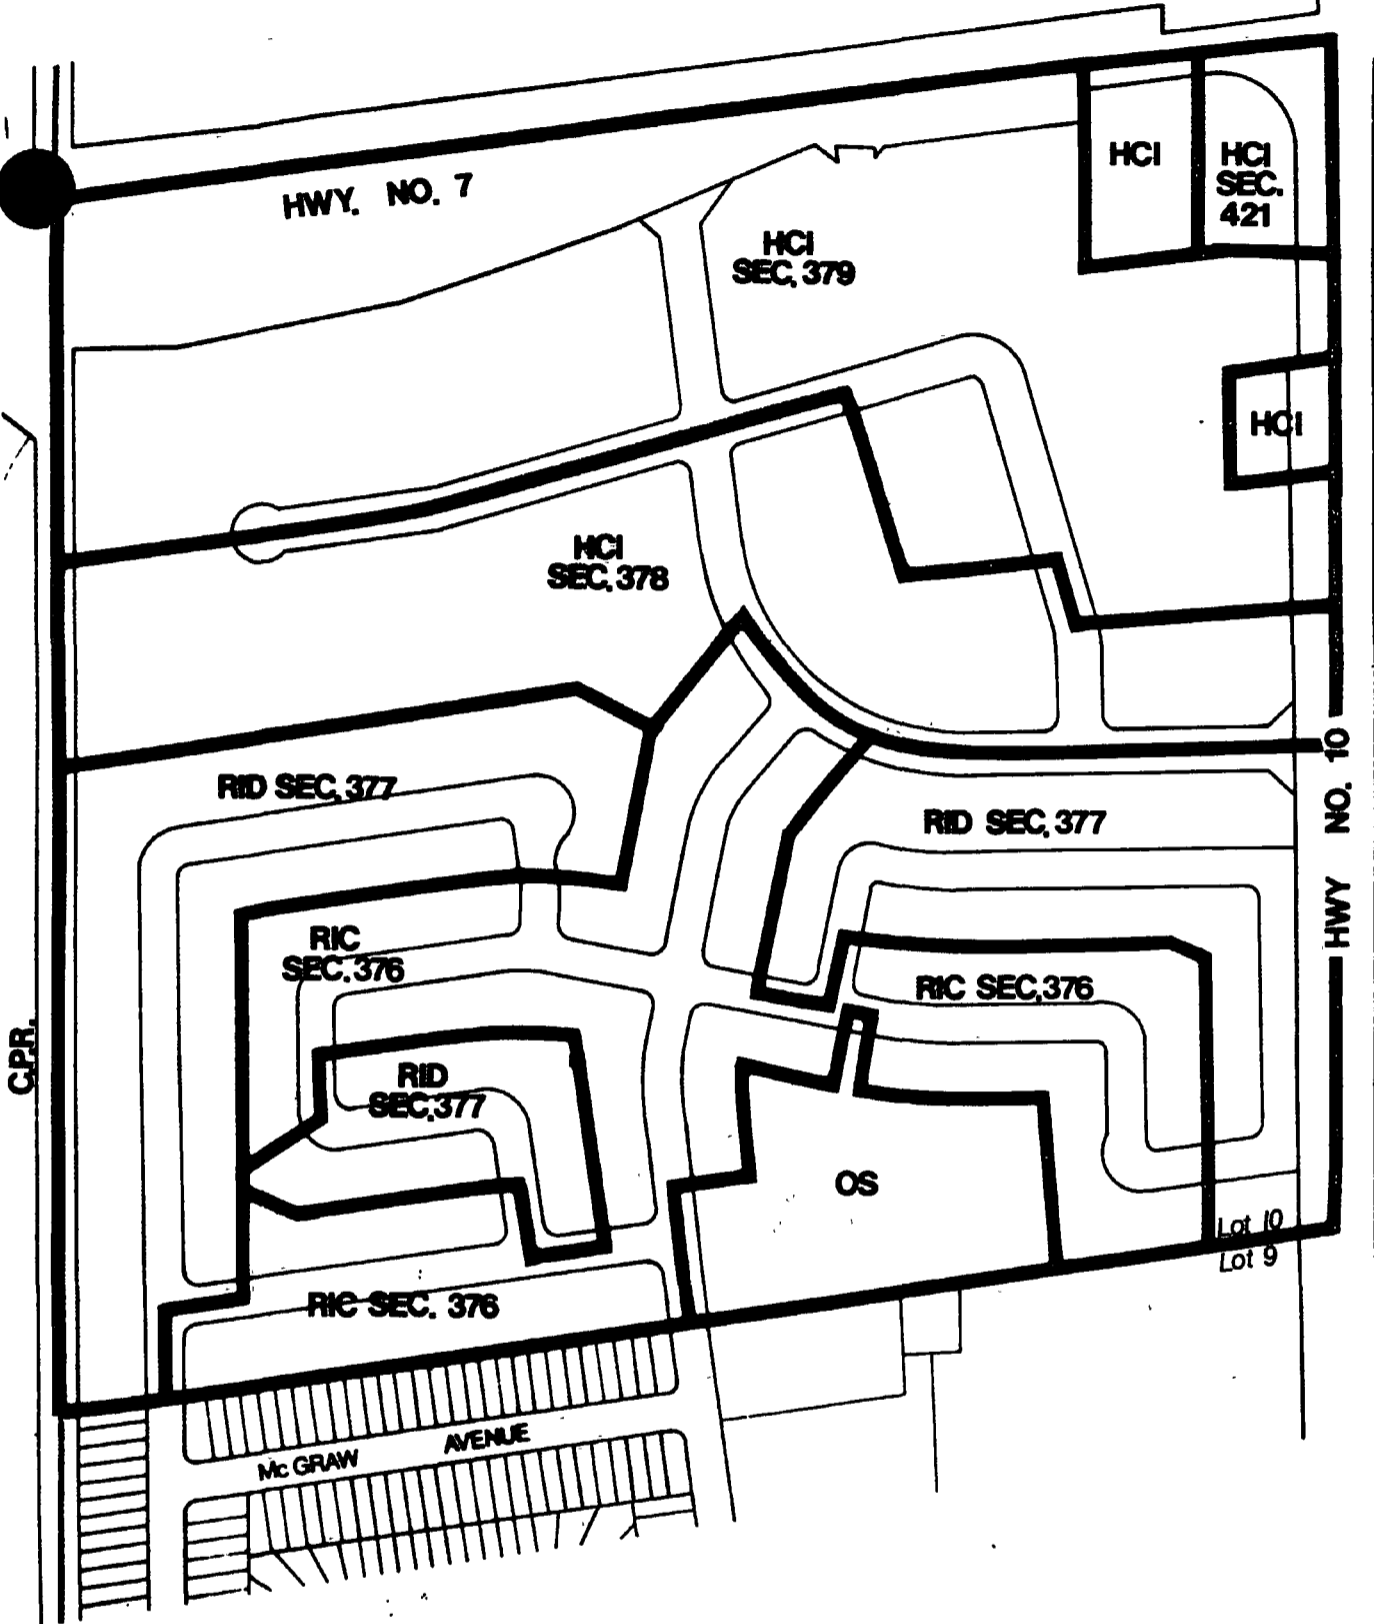 HWY. NO. 7
HCI
HCI
SEC.
421
HCI
SEC. 379
HCI
HCI
SEC. 378
HWY NO. 10
RID SEC. 377
RID SEC. 377
RIC
SEC. 376
RIC SEC. 376
C.P.R.
RID
SEC. 377
OS
Lot 10
Lot 9
RIC SEC. 376
Mc GRAW AVENUE